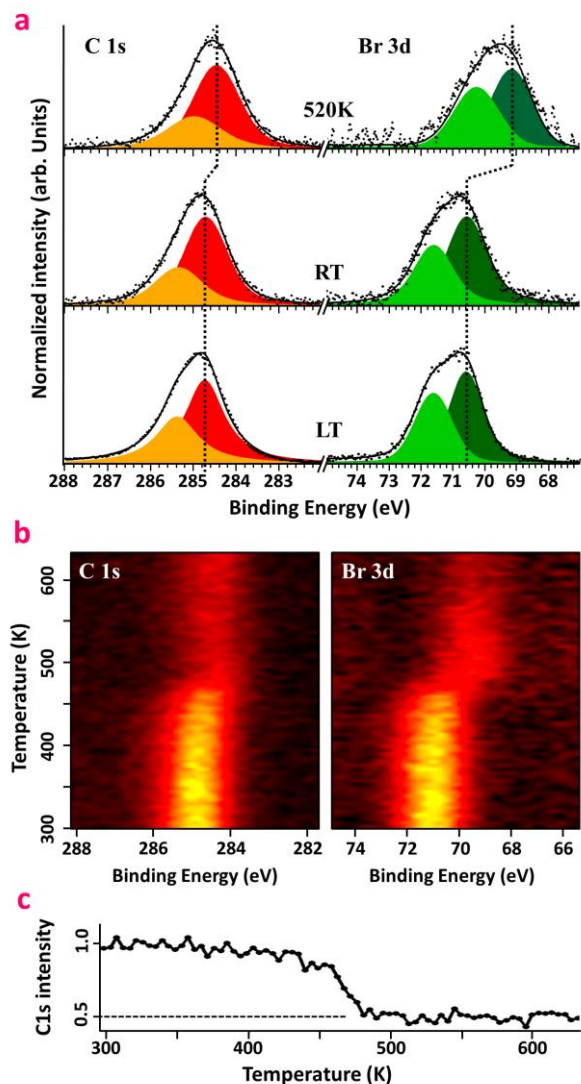 a
C 1s Br 3d
520K
RT
LT
Normalized intensity (arb. Units)
288 286 285 284 283 74 72 71 70 69 68
Binding Energy (eV)
b
C 1s Br 3d
600
500
400
300
Temperature (K)
288 286 284 282 74 72 70 68 66
Binding Energy (eV) Binding Energy (eV)
c
1.0
0.5
C1s intensity
300 400 500 600
Temperature (K)